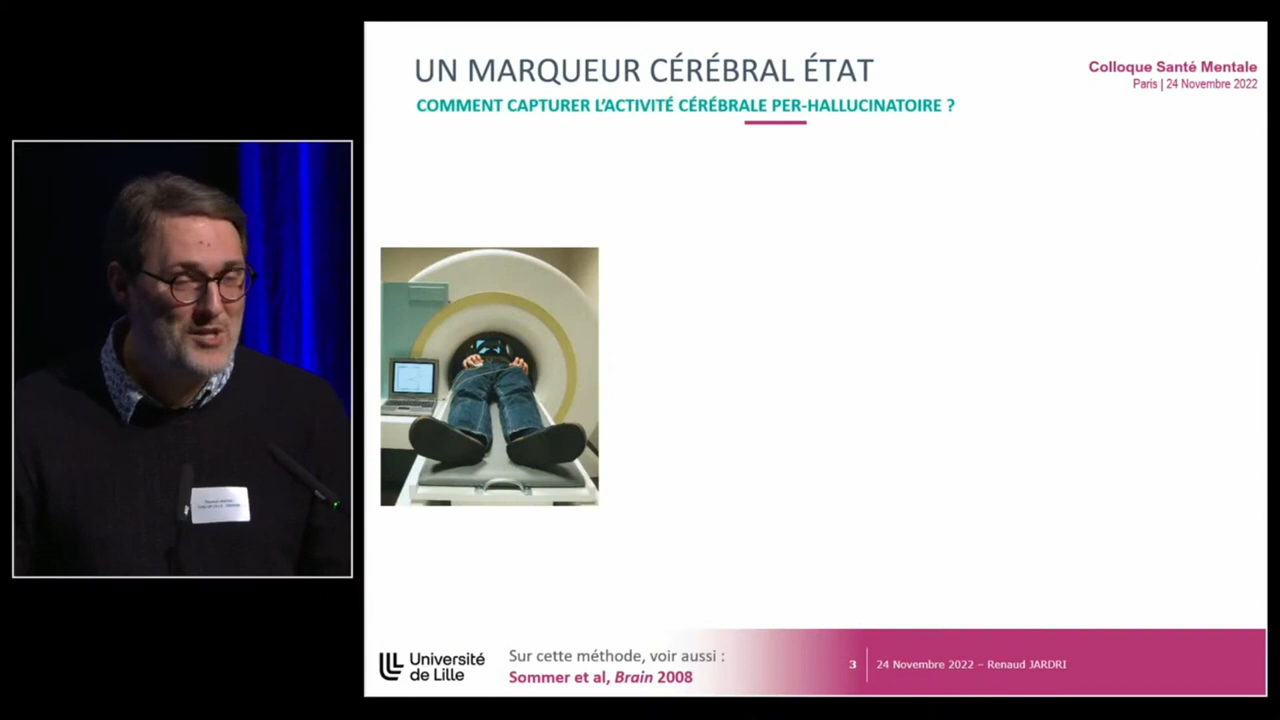 UN MARQUEUR CÉRÉBRAL ÉTAT
COMMENT CAPTURER L'ACTIVITÉ CÉRÉBRALE PER-HALLUCINATOIRE ?
Colloque Santé Mentale
Paris | 24 Novembre 2022
Université
de Lille
Sur cette méthode, voir aussi :
Sommer et al, Brain 2008
3
24 Novembre 2022 – Renaud JARDRI